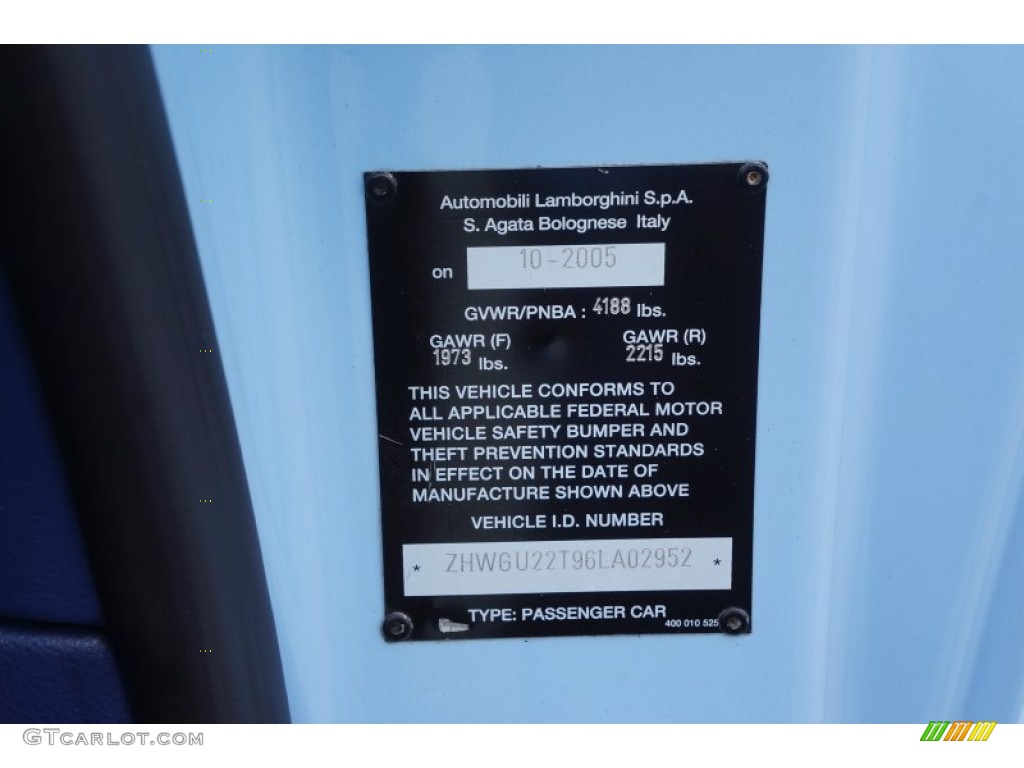 Automobili Lamborghini S.p.A.
S. Agata Bolognese Italy
on 10-2005
GVWR/PNBA : 4188 lbs.
GAWR (F) GAWR (R)
1973 lbs. 2215 lbs.
THIS VEHICLE CONFORMS TO
ALL APPLICABLE FEDERAL MOTOR
VEHICLE SAFETY BUMPER AND
THEFT PREVENTION STANDARDS
IN EFFECT ON THE DATE OF
MANUFACTURE SHOWN ABOVE
VEHICLE I.D. NUMBER
* ZHWGU22T96LA02952 *
TYPE: PASSENGER CAR
400 010 525
GTCARLOT.COM